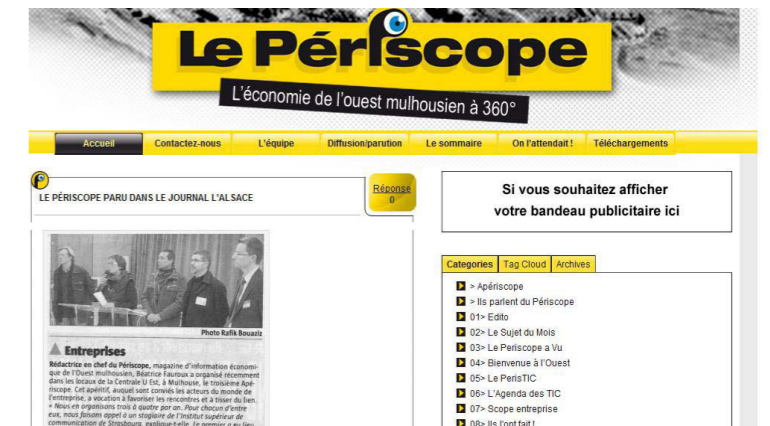 Le Périscope
L'économie de l'ouest mulhousien à 360°
Accueil Contactez-nous L'équipe Diffusion/parution Le sommaire On l'attendait ! Téléchargements
LE PÉRISCOPE PARU DANS LE JOURNAL L'ALSACE
Réponse
0
Photo Rafik Bouaziz
Entreprises
Rédactrice en chef du Périscope, magazine d'information économi-
que de l'Ouest mulhousien, Béatrice Fauroux a organisé récemment
dans les locaux de la Centrale U Est, à Mulhouse, le troisième Apé-
riscope. Cet apéritif, auquel sont conviés les acteurs du monde de
l'entreprise, a vocation à favoriser les rencontres et à tisser du lien.
« Nous en organisons trois à quatre par an. Pour chacun d'entre
eux, nous faisons appel à un stagiaire de l'Institut supérieur de
communication de Strasbourg, explique-t-elle. Le premier a eu lieu
Si vous souhaitez afficher
votre bandeau publicitaire ici
Categories Tag Cloud Archives
> Apériscope
> Ils parlent du Périscope
01> Edito
02> Le Sujet du Mois
03> Le Periscope a Vu
04> Bienvenue à l'Ouest
05> Le PerisTIC
06> L'Agenda des TIC
07> Scope entreprise
08> Ils l'ont fait !